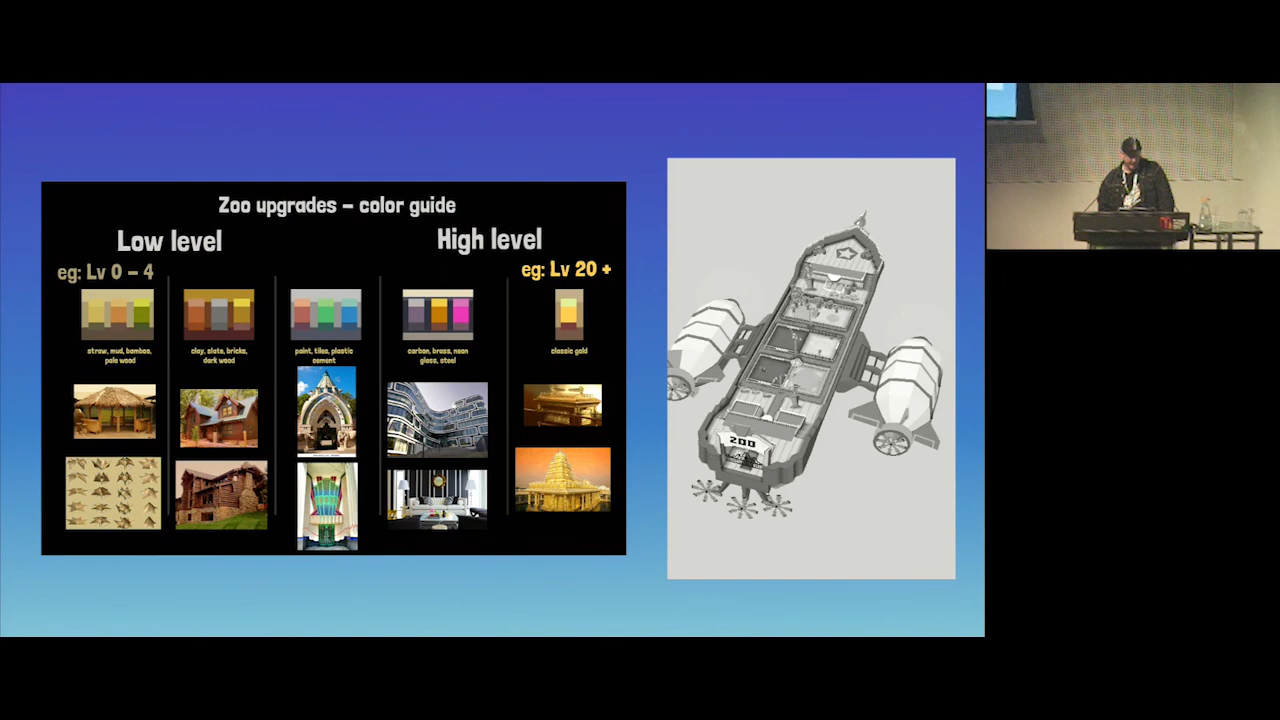 Zoo upgrades - color guide
Low level
High level
eg: Lv 0 - 4
eg: Lv 20 +
straw, mud, bamboo,
pale wood
clay, slate, bricks,
dark wood
paint, tiles, plastic
cement
carbon, brass, neon
glass, steel
classic gold
ZOO